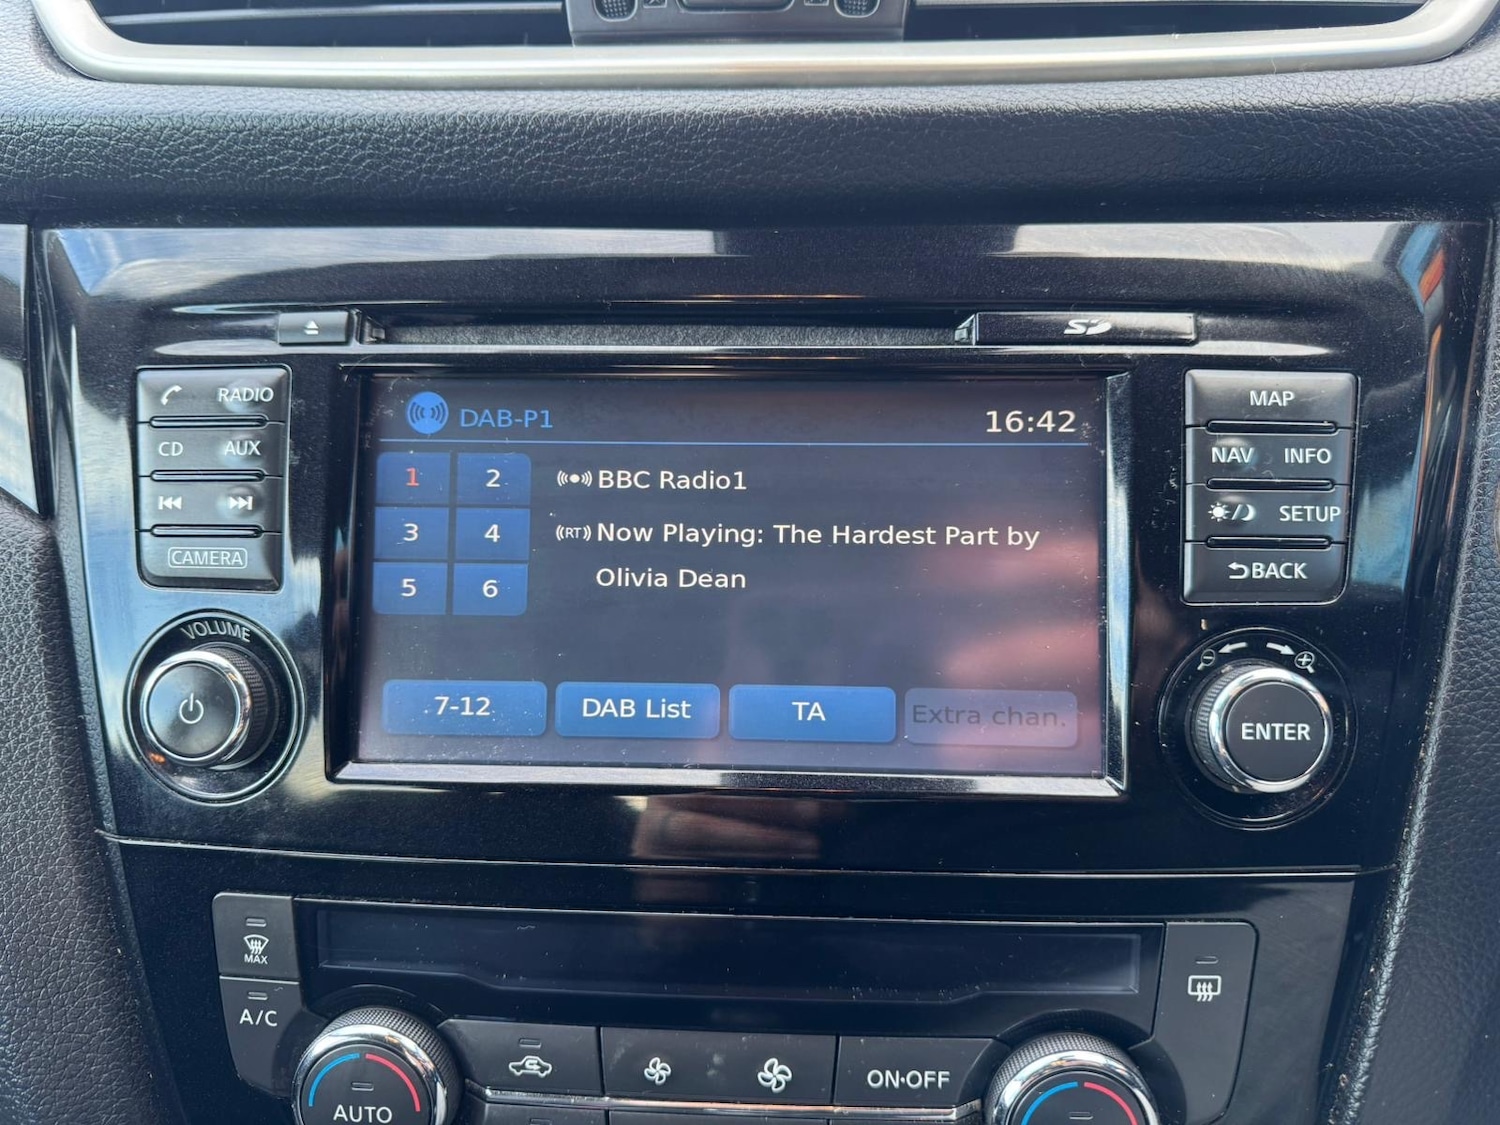 SD
RADIO
CD AUX
CAMERA
VOLUME
DAB-P1 16:42
1 2
3 4
5 6
BBC Radio1
(RT) Now Playing: The Hardest Part by
Olivia Dean
7-12 DAB List TA Extra chan.
MAP
NAV INFO
SETUP
BACK
ENTER
MAX
A/C
AUTO
ON·OFF